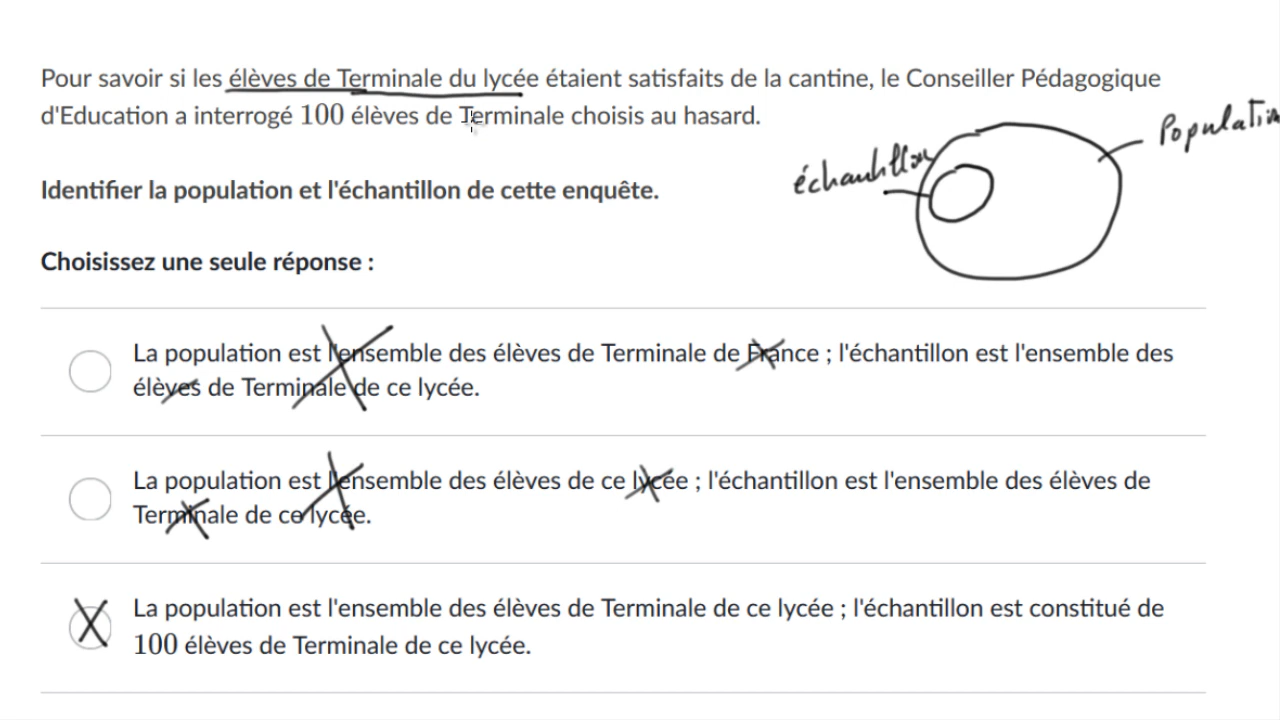 Pour savoir si les élèves de Terminale du lycée étaient satisfaits de la cantine, le Conseiller Pédagogique
d'Education a interrogé 100 élèves de Terminale choisis au hasard.
Population
échantillon
Identifier la population et l'échantillon de cette enquête.
Choisissez une seule réponse :
La population est l'ensemble des élèves de Terminale de France ; l'échantillon est l'ensemble des
élèves de Terminale de ce lycée.
La population est l'ensemble des élèves de ce lycée ; l'échantillon est l'ensemble des élèves de
Terminale de ce lycée.
La population est l'ensemble des élèves de Terminale de ce lycée ; l'échantillon est constitué de
100 élèves de Terminale de ce lycée.